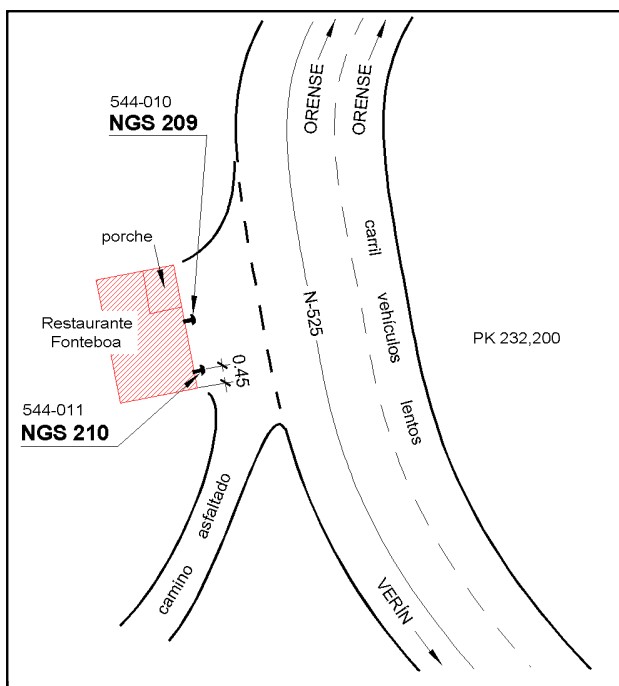 ORENSE
ORENSE
544-010
NGS 209
porche
carril
vehículos
lentos
N-525
Restaurante
Fonteboa
PK 232,200
0.45
544-011
NGS 210
camino
asfaltado
VERÍN